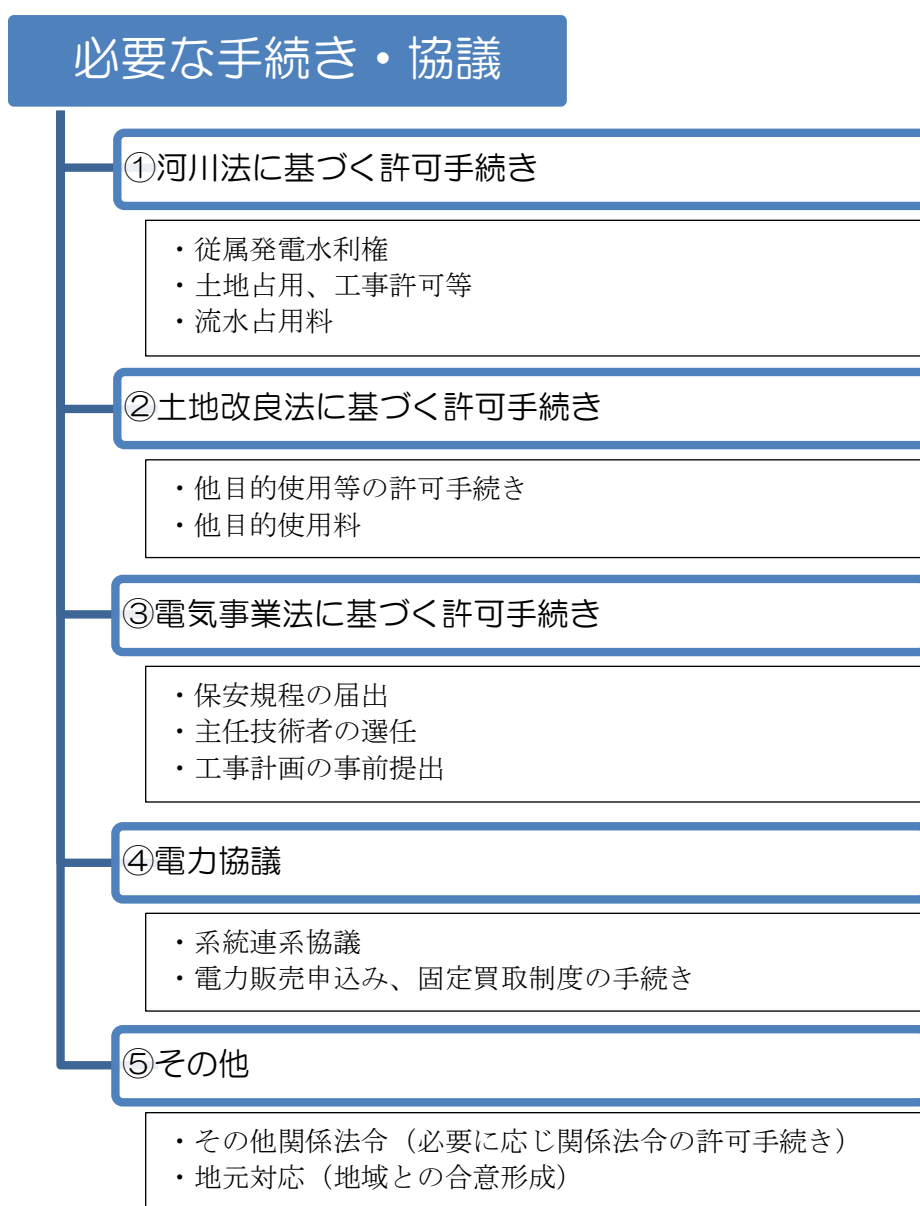 必要な手続き・協議
①河川法に基づく許可手続き
・従属発電水利権
・土地占用、工事許可等
・流水占用料
②土地改良法に基づく許可手続き
・他目的使用等の許可手続き
・他目的使用料
③電気事業法に基づく許可手続き
・保安規程の届出
・主任技術者の選任
・工事計画の事前提出
④電力協議
・系統連系協議
・電力販売申込み、固定買取制度の手続き
⑤その他
・その他関係法令（必要に応じ関係法令の許可手続き）
・地元対応（地域との合意形成）